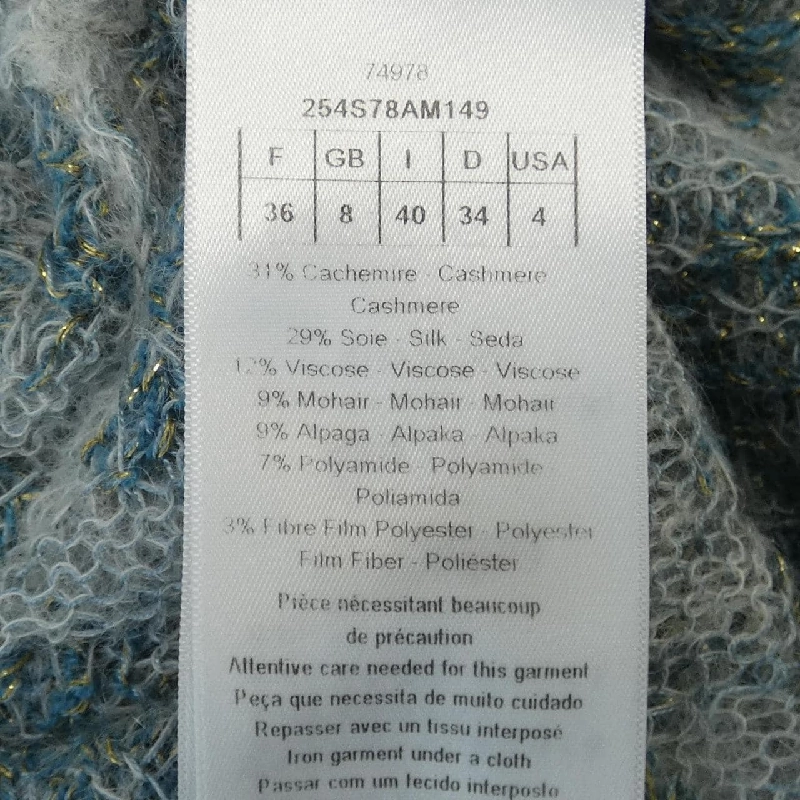 74978
254S78AM149
F GB I D USA
36 8 40 34 4
31% Cachemire - Cashmere
Cashmere
29% Soie - Silk - Seda
12% Viscose - Viscose - Viscose
9% Mohair - Mohair - Mohair
9% Alpaga - Alpaka - Alpaka
7% Polyamide - Polyamide
Poliamida
3% Fibre Film Polyester - Polyester
Film Fiber - Poliéster
Pièce nécessitant beaucoup
de précaution
Attentive care needed for this garment
Peça que necessita de muito cuidado
Repasser avec un tissu interposé
Iron garment under a cloth
Passar com um tecido interposto